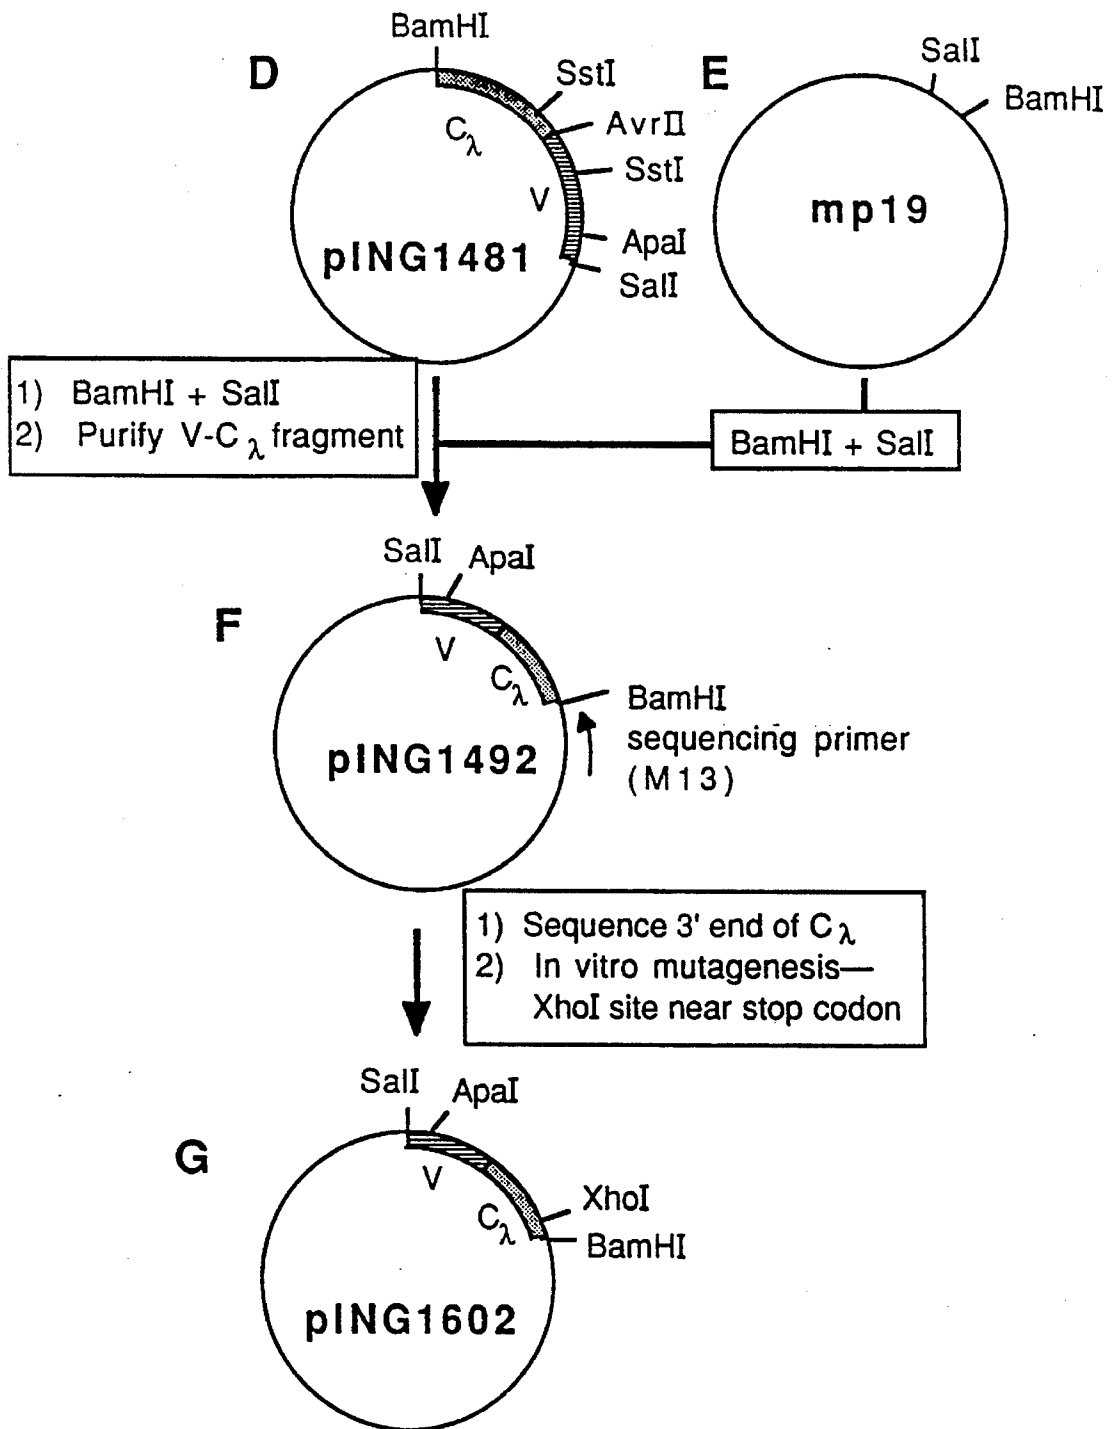 BamHI
D
SstI
AvrII
Cλ
SstI
V
ApaI
pING1481
SalI
E
SalI
BamHI
mp19
1) BamHI + SalI
2) Purify V-Cλ fragment
BamHI + SalI
SalI
ApaI
F
V
Cλ
BamHI
sequencing primer
(M13)
pING1492
1) Sequence 3' end of Cλ
2) In vitro mutagenesis—
XhoI site near stop codon
SalI
ApaI
G
V
Cλ
XhoI
BamHI
pING1602